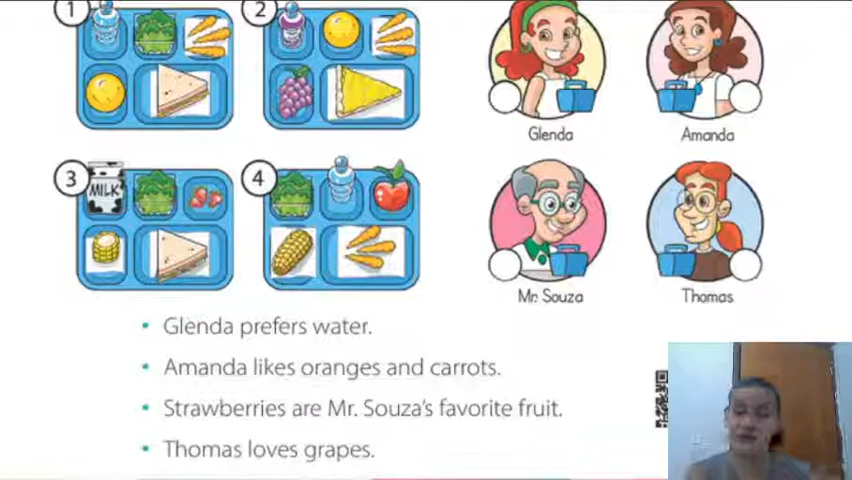 1
2
Glenda
Amanda
3
MILK
4
Mr. Souza
Thomas
• Glenda prefers water.
• Amanda likes oranges and carrots.
• Strawberries are Mr. Souza's favorite fruit.
• Thomas loves grapes.